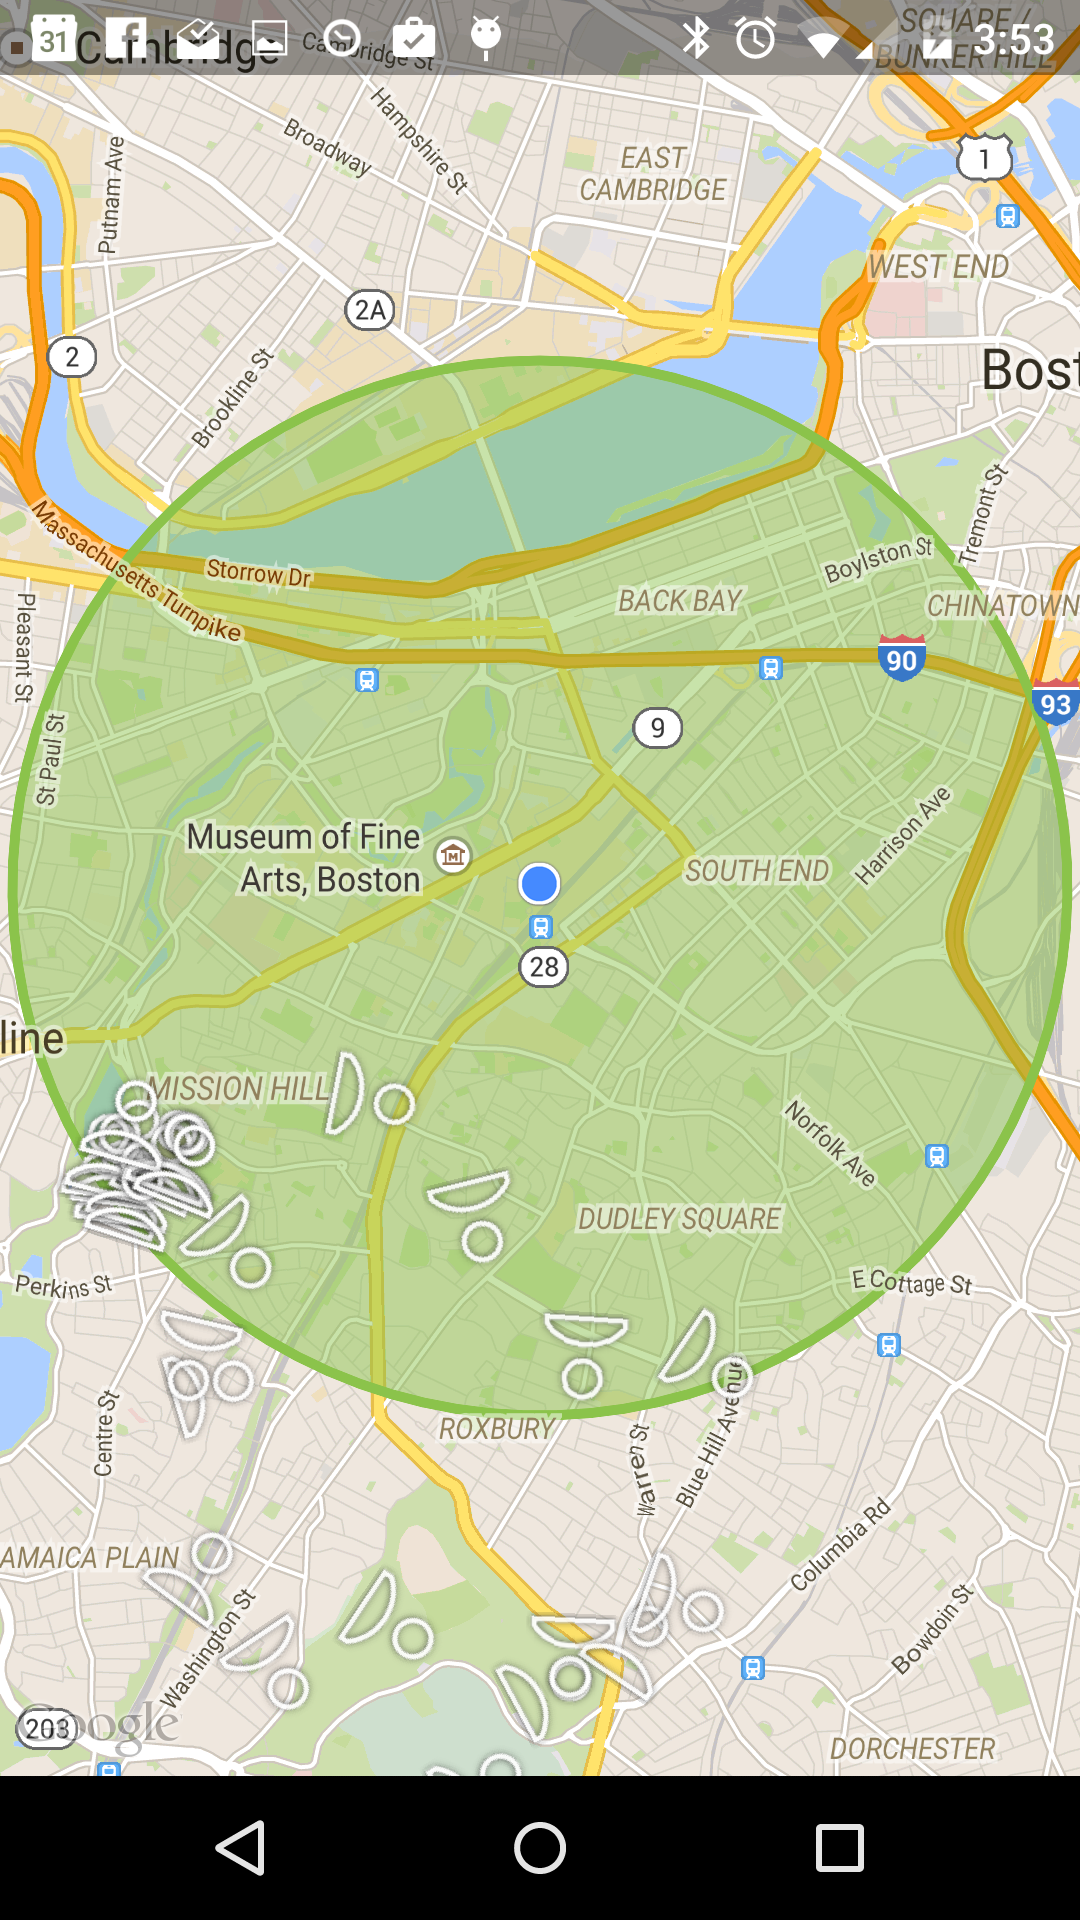 31
3:53
Cambridge
Cambridge St
SQUARE /
BUNKER HILL
Hampshire St
Broadway
Putnam Ave
EAST
CAMBRIDGE
1
WEST END
2A
2
Brookline St
Bost
Tremont St
Massachusetts Turnpike
Storrow Dr
Boylston St
BACK BAY
CHINATOWN
Pleasant St
90
93
9
St Paul St
Harrison Ave
Museum of Fine
Arts, Boston
SOUTH END
28
line
MISSION HILL
Norfolk Ave
DUDLEY SQUARE
Perkins St
E Cottage St
Centre St
ROXBURY
Warren St
Blue Hill Avenue
Columbia Rd
AMAICA PLAIN
Washington St
Bowdoin St
203
Google
DORCHESTER